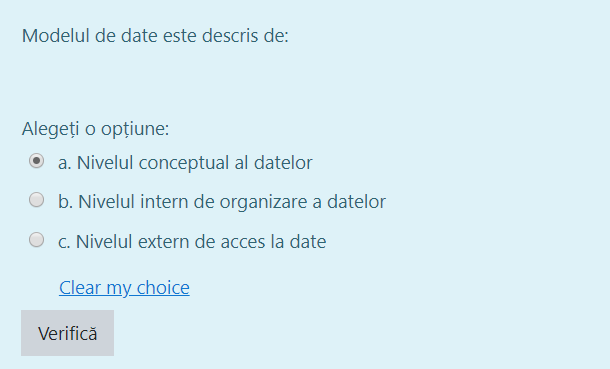 Modelul de date este descris de:
Alegeți o opțiune:
a. Nivelul conceptual al datelor
b. Nivelul intern de organizare a datelor
c. Nivelul extern de acces la date
Clear my choice
Verifică